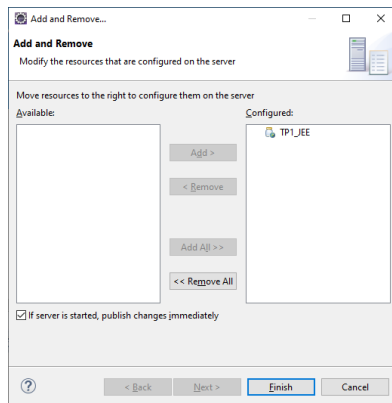 Add and Remove...
Add and Remove
Modify the resources that are configured on the server
Move resources to the right to configure them on the server
Available:
Configured:
TP1_JEE
Add >
< Remove
Add All >>
<< Remove All
If server is started, publish changes immediately
?
< Back
Next >
Finish
Cancel